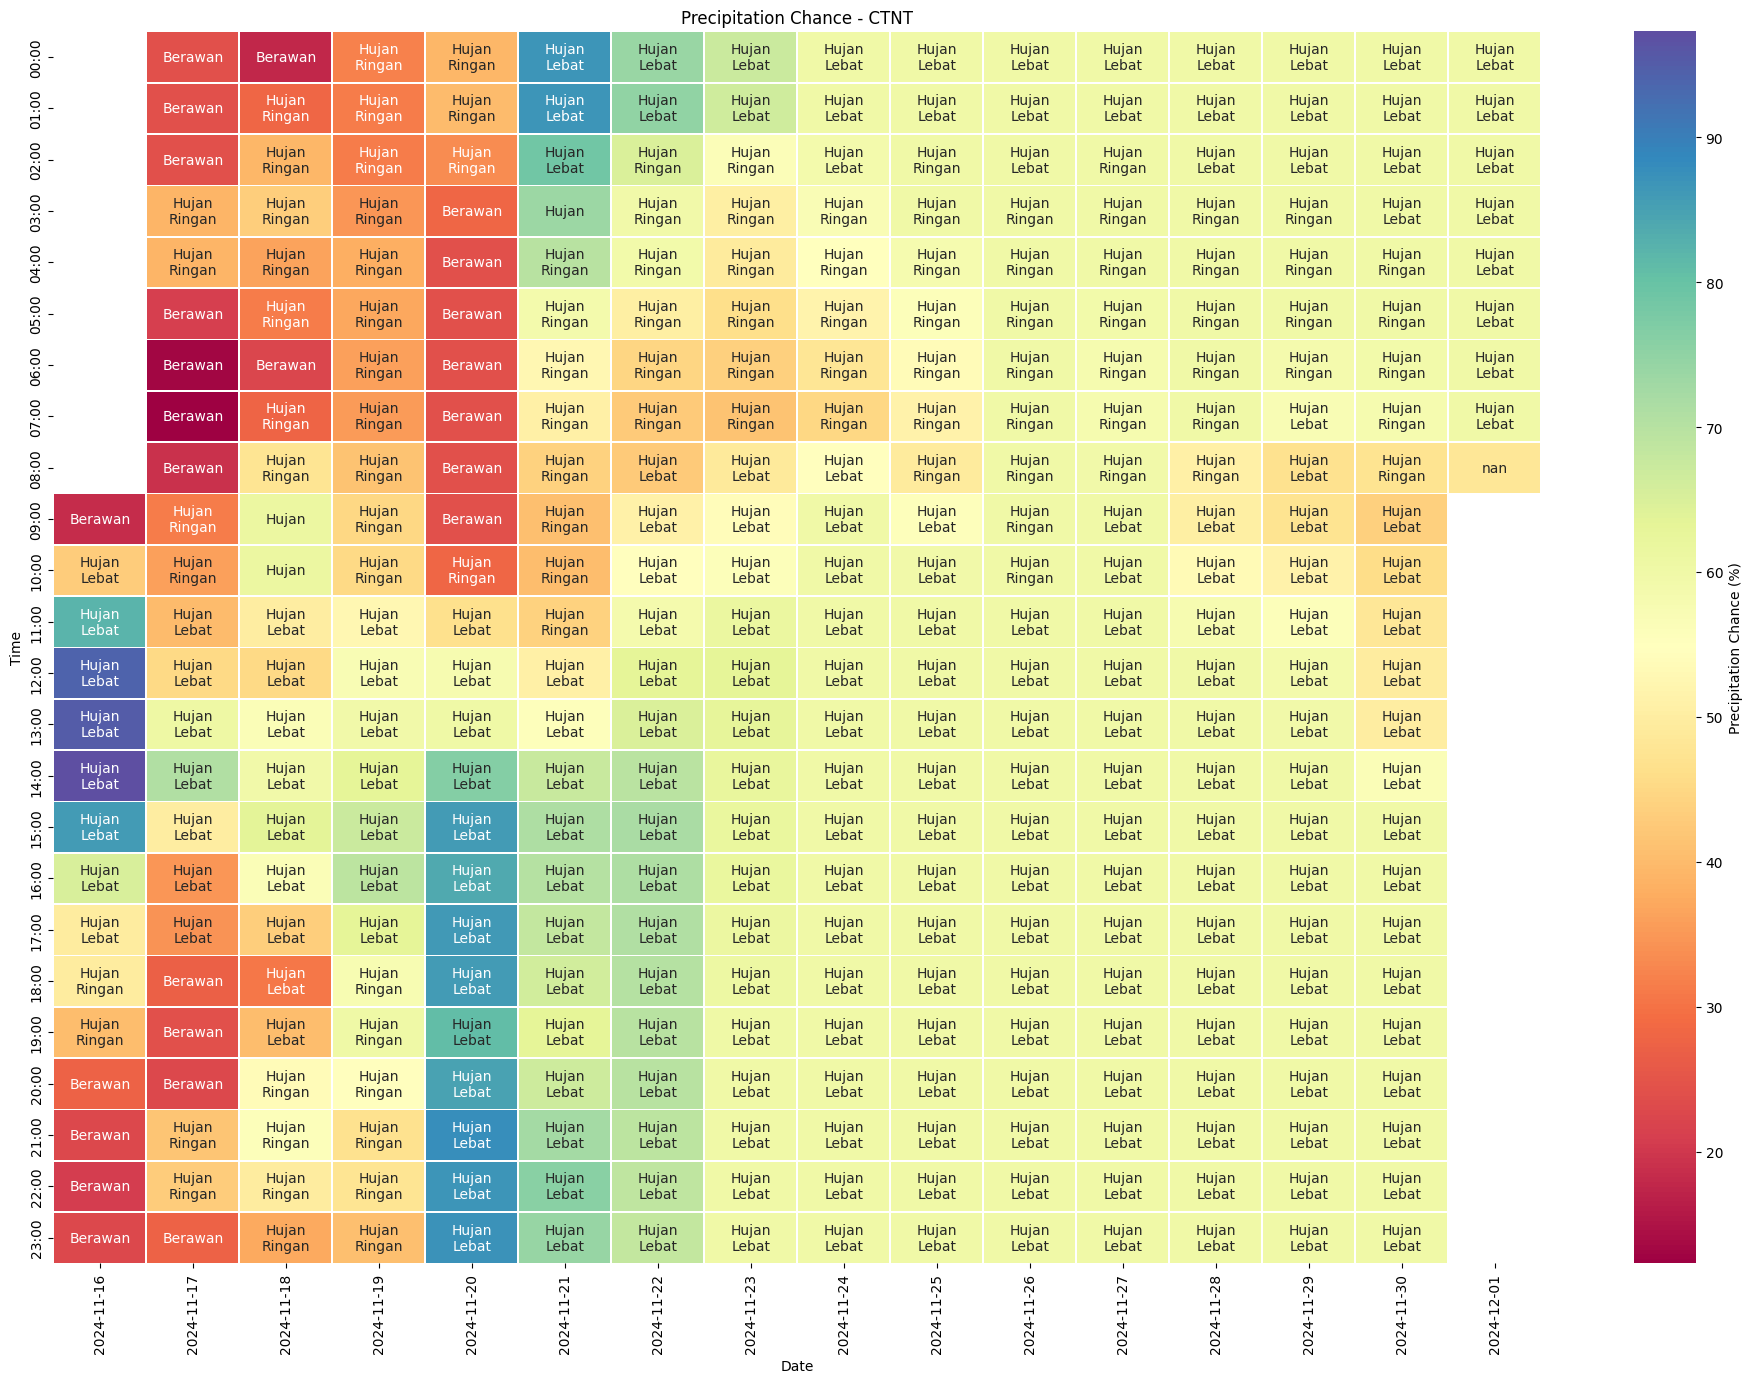 Precipitation Chance - CTNT
00:00 Berawan Berawan Hujan Ringan Hujan Ringan Hujan Lebat Hujan Lebat Hujan Lebat Hujan Lebat Hujan Lebat Hujan Lebat Hujan Lebat Hujan Lebat Hujan Lebat Hujan Lebat Hujan Lebat
01:00 Berawan Hujan Ringan Hujan Ringan Hujan Ringan Hujan Lebat Hujan Lebat Hujan Lebat Hujan Lebat Hujan Lebat Hujan Lebat Hujan Lebat Hujan Lebat Hujan Lebat Hujan Lebat Hujan Lebat
02:00 Berawan Hujan Ringan Hujan Ringan Hujan Ringan Hujan Lebat Hujan Ringan Hujan Ringan Hujan Lebat Hujan Ringan Hujan Lebat Hujan Ringan Hujan Lebat Hujan Lebat Hujan Lebat Hujan Lebat
03:00 Hujan Ringan Hujan Ringan Hujan Ringan Berawan Hujan Hujan Ringan Hujan Ringan Hujan Ringan Hujan Ringan Hujan Ringan Hujan Ringan Hujan Ringan Hujan Ringan Hujan Lebat Hujan Lebat
04:00 Hujan Ringan Hujan Ringan Hujan Ringan Berawan Hujan Ringan Hujan Ringan Hujan Ringan Hujan Ringan Hujan Ringan Hujan Ringan Hujan Ringan Hujan Ringan Hujan Ringan Hujan Ringan Hujan Lebat
05:00 Berawan Hujan Ringan Hujan Ringan Berawan Hujan Ringan Hujan Ringan Hujan Ringan Hujan Ringan Hujan Ringan Hujan Ringan Hujan Ringan Hujan Ringan Hujan Ringan Hujan Ringan Hujan Lebat
06:00 Berawan Berawan Hujan Ringan Berawan Hujan Ringan Hujan Ringan Hujan Ringan Hujan Ringan Hujan Ringan Hujan Ringan Hujan Ringan Hujan Ringan Hujan Ringan Hujan Ringan Hujan Lebat
07:00 Berawan Hujan Ringan Hujan Ringan Berawan Hujan Ringan Hujan Ringan Hujan Ringan Hujan Ringan Hujan Ringan Hujan Ringan Hujan Ringan Hujan Ringan Hujan Lebat Hujan Ringan Hujan Lebat
08:00 Berawan Hujan Ringan Hujan Ringan Berawan Hujan Ringan Hujan Lebat Hujan Lebat Hujan Lebat Hujan Ringan Hujan Ringan Hujan Ringan Hujan Ringan Hujan Lebat Hujan Ringan nan
09:00 Berawan Hujan Ringan Hujan Hujan Ringan Berawan Hujan Ringan Hujan Lebat Hujan Lebat Hujan Lebat Hujan Lebat Hujan Ringan Hujan Lebat Hujan Lebat Hujan Lebat Hujan Lebat
10:00 Hujan Lebat Hujan Ringan Hujan Hujan Ringan Hujan Ringan Hujan Ringan Hujan Lebat Hujan Lebat Hujan Lebat Hujan Lebat Hujan Ringan Hujan Lebat Hujan Lebat Hujan Lebat Hujan Lebat
11:00 Hujan Lebat Hujan Lebat Hujan Lebat Hujan Lebat Hujan Lebat Hujan Ringan Hujan Lebat Hujan Lebat Hujan Lebat Hujan Lebat Hujan Lebat Hujan Lebat Hujan Lebat Hujan Lebat Hujan Lebat
12:00 Hujan Lebat Hujan Lebat Hujan Lebat Hujan Lebat Hujan Lebat Hujan Lebat Hujan Lebat Hujan Lebat Hujan Lebat Hujan Lebat Hujan Lebat Hujan Lebat Hujan Lebat Hujan Lebat Hujan Lebat
13:00 Hujan Lebat Hujan Lebat Hujan Lebat Hujan Lebat Hujan Lebat Hujan Lebat Hujan Lebat Hujan Lebat Hujan Lebat Hujan Lebat Hujan Lebat Hujan Lebat Hujan Lebat Hujan Lebat Hujan Lebat
14:00 Hujan Lebat Hujan Lebat Hujan Lebat Hujan Lebat Hujan Lebat Hujan Lebat Hujan Lebat Hujan Lebat Hujan Lebat Hujan Lebat Hujan Lebat Hujan Lebat Hujan Lebat Hujan Lebat Hujan Lebat
15:00 Hujan Lebat Hujan Lebat Hujan Lebat Hujan Lebat Hujan Lebat Hujan Lebat Hujan Lebat Hujan Lebat Hujan Lebat Hujan Lebat Hujan Lebat Hujan Lebat Hujan Lebat Hujan Lebat Hujan Lebat
16:00 Hujan Lebat Hujan Lebat Hujan Lebat Hujan Lebat Hujan Lebat Hujan Lebat Hujan Lebat Hujan Lebat Hujan Lebat Hujan Lebat Hujan Lebat Hujan Lebat Hujan Lebat Hujan Lebat Hujan Lebat
17:00 Hujan Lebat Hujan Lebat Hujan Lebat Hujan Lebat Hujan Lebat Hujan Lebat Hujan Lebat Hujan Lebat Hujan Lebat Hujan Lebat Hujan Lebat Hujan Lebat Hujan Lebat Hujan Lebat Hujan Lebat
18:00 Hujan Ringan Berawan Hujan Lebat Hujan Ringan Hujan Lebat Hujan Lebat Hujan Lebat Hujan Lebat Hujan Lebat Hujan Lebat Hujan Lebat Hujan Lebat Hujan Lebat Hujan Lebat Hujan Lebat
19:00 Hujan Ringan Berawan Hujan Lebat Hujan Ringan Hujan Lebat Hujan Lebat Hujan Lebat Hujan Lebat Hujan Lebat Hujan Lebat Hujan Lebat Hujan Lebat Hujan Lebat Hujan Lebat Hujan Lebat
20:00 Berawan Berawan Hujan Ringan Hujan Ringan Hujan Lebat Hujan Lebat Hujan Lebat Hujan Lebat Hujan Lebat Hujan Lebat Hujan Lebat Hujan Lebat Hujan Lebat Hujan Lebat Hujan Lebat
21:00 Berawan Hujan Ringan Hujan Ringan Hujan Ringan Hujan Lebat Hujan Lebat Hujan Lebat Hujan Lebat Hujan Lebat Hujan Lebat Hujan Lebat Hujan Lebat Hujan Lebat Hujan Lebat Hujan Lebat
22:00 Berawan Hujan Ringan Hujan Ringan Hujan Ringan Hujan Lebat Hujan Lebat Hujan Lebat Hujan Lebat Hujan Lebat Hujan Lebat Hujan Lebat Hujan Lebat Hujan Lebat Hujan Lebat Hujan Lebat
23:00 Berawan Berawan Hujan Ringan Hujan Ringan Hujan Lebat Hujan Lebat Hujan Lebat Hujan Lebat Hujan Lebat Hujan Lebat Hujan Lebat Hujan Lebat Hujan Lebat Hujan Lebat Hujan Lebat
Time
2024-11-16 2024-11-17 2024-11-18 2024-11-19 2024-11-20 2024-11-21 2024-11-22 2024-11-23 2024-11-24 2024-11-25 2024-11-26 2024-11-27 2024-11-28 2024-11-29 2024-11-30 2024-12-01
Date
90
80
70
60
50
40
30
20
Precipitation Chance (%)